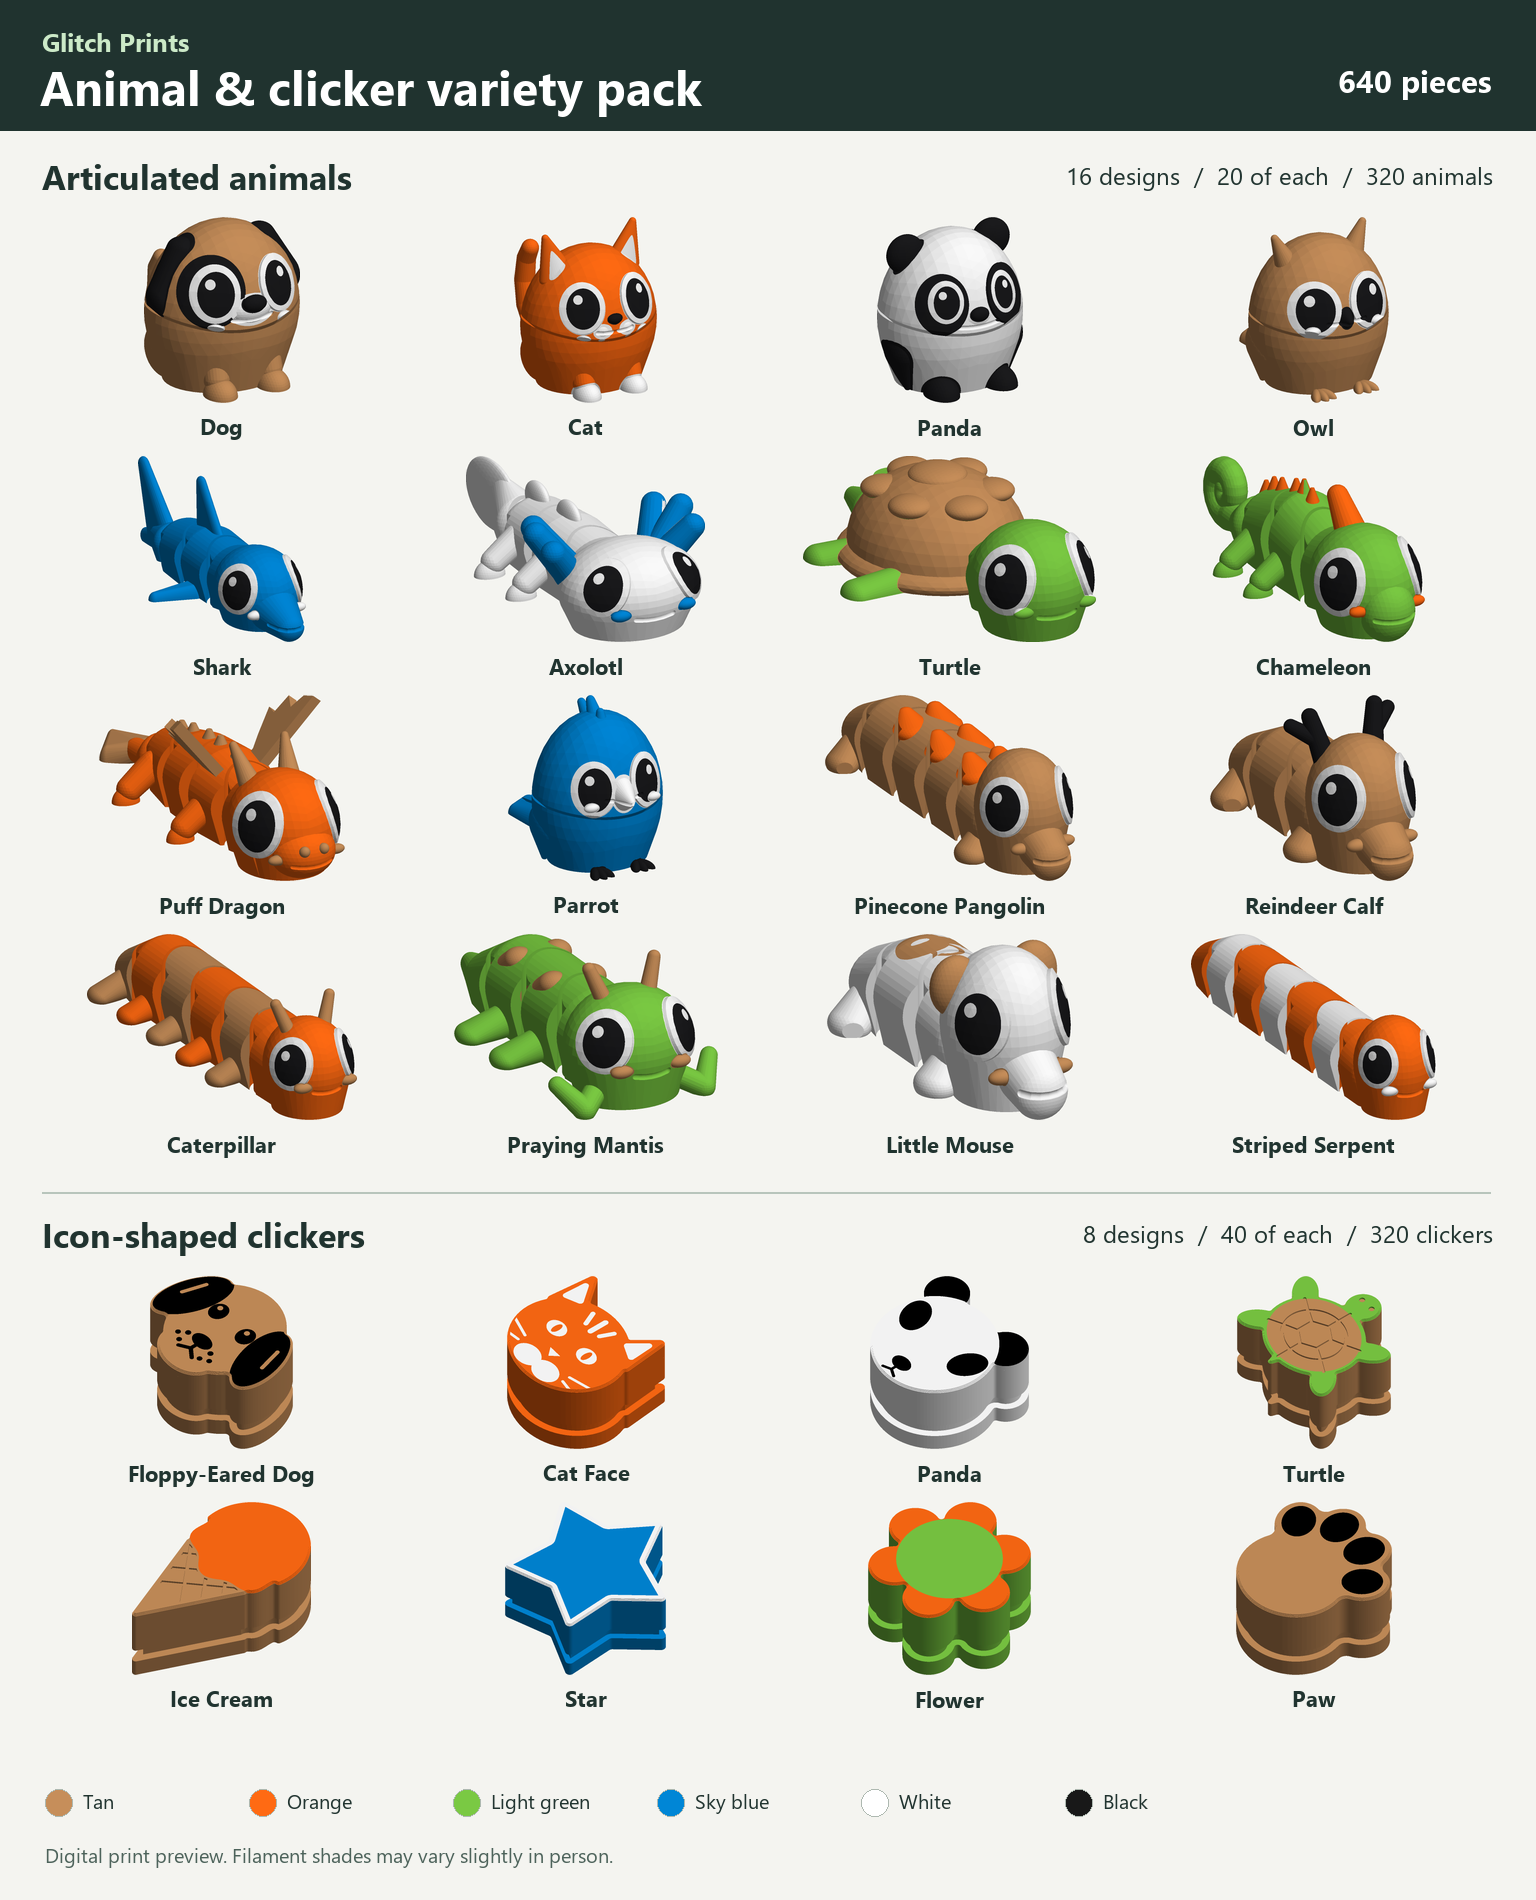 Glitch Prints
Animal & clicker variety pack
640 pieces
Articulated animals
16 designs / 20 of each / 320 animals
Dog
Cat
Panda
Owl
Shark
Axolotl
Turtle
Chameleon
Puff Dragon
Parrot
Pinecone Pangolin
Reindeer Calf
Caterpillar
Praying Mantis
Little Mouse
Striped Serpent
Icon-shaped clickers
8 designs / 40 of each / 320 clickers
Floppy-Eared Dog
Cat Face
Panda
Turtle
Ice Cream
Star
Flower
Paw
Tan
Orange
Light green
Sky blue
White
Black
Digital print preview. Filament shades may vary slightly in person.